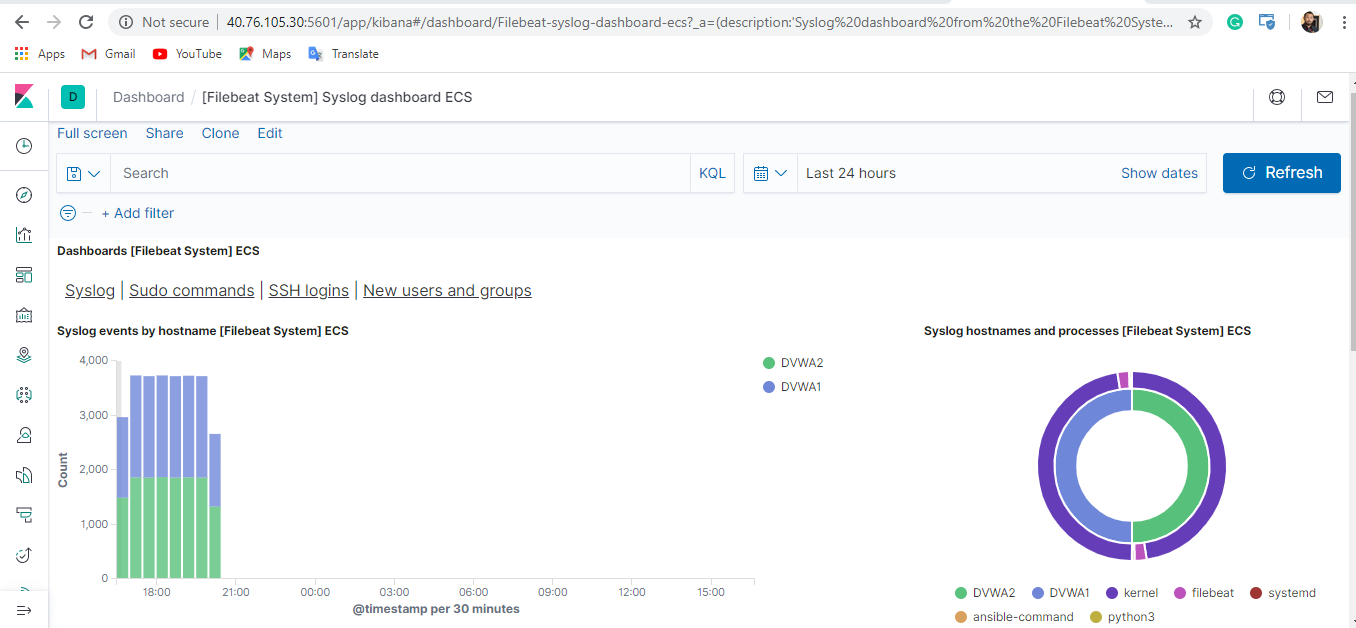 Not secure | 40.76.105.30:5601/app/kibana#/dashboard/Filebeat-syslog-dashboard-ecs?_a=(description:'Syslog%20dashboard%20from%20the%20Filebeat%20Syste...
Apps Gmail YouTube Maps Translate
D Dashboard / [Filebeat System] Syslog dashboard ECS
Full screen Share Clone Edit
Search KQL Last 24 hours Show dates Refresh
+ Add filter
Dashboards [Filebeat System] ECS
Syslog | Sudo commands | SSH logins | New users and groups
Syslog events by hostname [Filebeat System] ECS
4,000
3,000
2,000
1,000
0
Count
18:00 21:00 00:00 03:00 06:00 09:00 12:00 15:00
@timestamp per 30 minutes
DVWA2
DVWA1
Syslog hostnames and processes [Filebeat System] ECS
DVWA2 DVWA1 kernel filebeat systemd
ansible-command python3